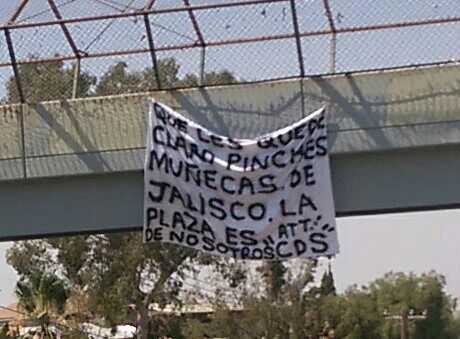 QUE LES QUEDE
CLARO PINCHES
MUÑECAS. DE
JALISCO. LA
PLAZA ES.. ATT...
DE NOSOTROS CDS